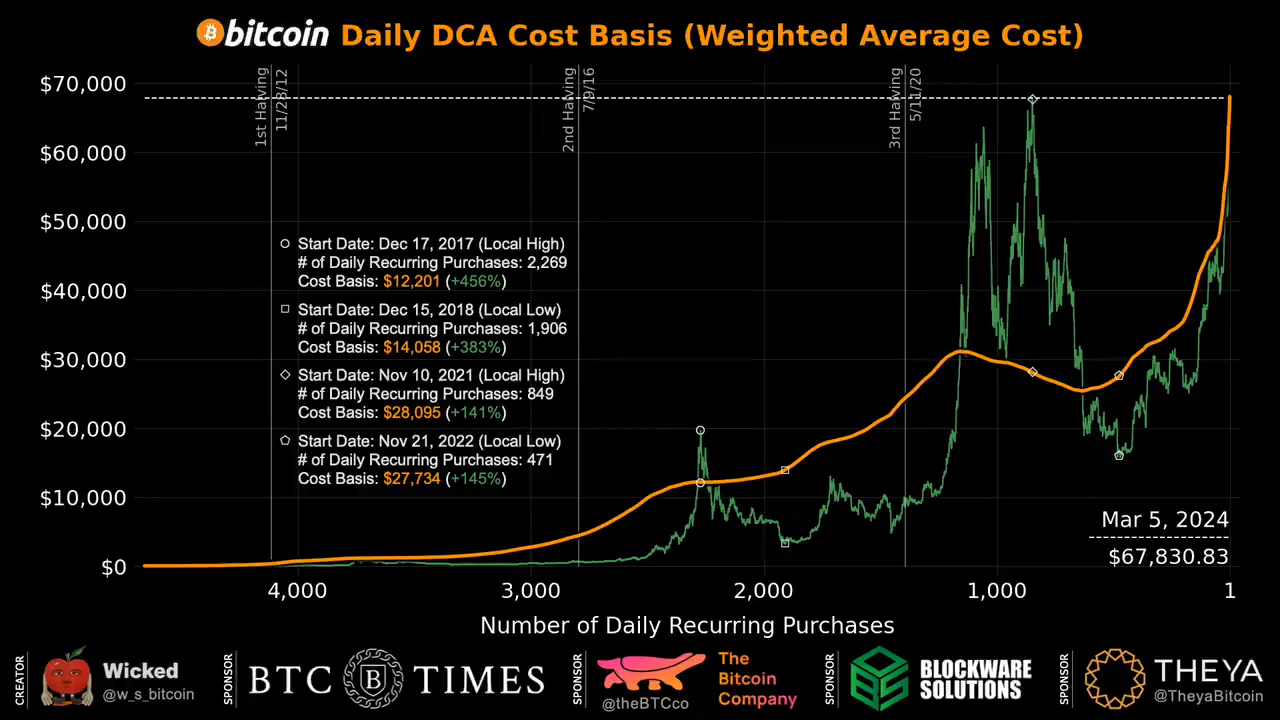 bitcoin Daily DCA Cost Basis (Weighted Average Cost)
$70,000
$60,000
$50,000
$40,000
$30,000
$20,000
$10,000
$0
1st Halving
11/28/12
2nd Halving
7/9/16
3rd Halving
5/11/20
Start Date: Dec 17, 2017 (Local High)
# of Daily Recurring Purchases: 2,269
Cost Basis: $12,201 (+456%)
Start Date: Dec 15, 2018 (Local Low)
# of Daily Recurring Purchases: 1,906
Cost Basis: $14,058 (+383%)
Start Date: Nov 10, 2021 (Local High)
# of Daily Recurring Purchases: 849
Cost Basis: $28,095 (+141%)
Start Date: Nov 21, 2022 (Local Low)
# of Daily Recurring Purchases: 471
Cost Basis: $27,734 (+145%)
Mar 5, 2024
$67,830.83
4,000
3,000
2,000
1,000
1
Number of Daily Recurring Purchases
CREATOR
Wicked
@w_s_bitcoin
SPONSOR
BTC B TIMES
SPONSOR
@theBTCco
The
Bitcoin
Company
SPONSOR
BLOCKWARE
SOLUTIONS
SPONSOR
THEYA
@TheyaBitcoin